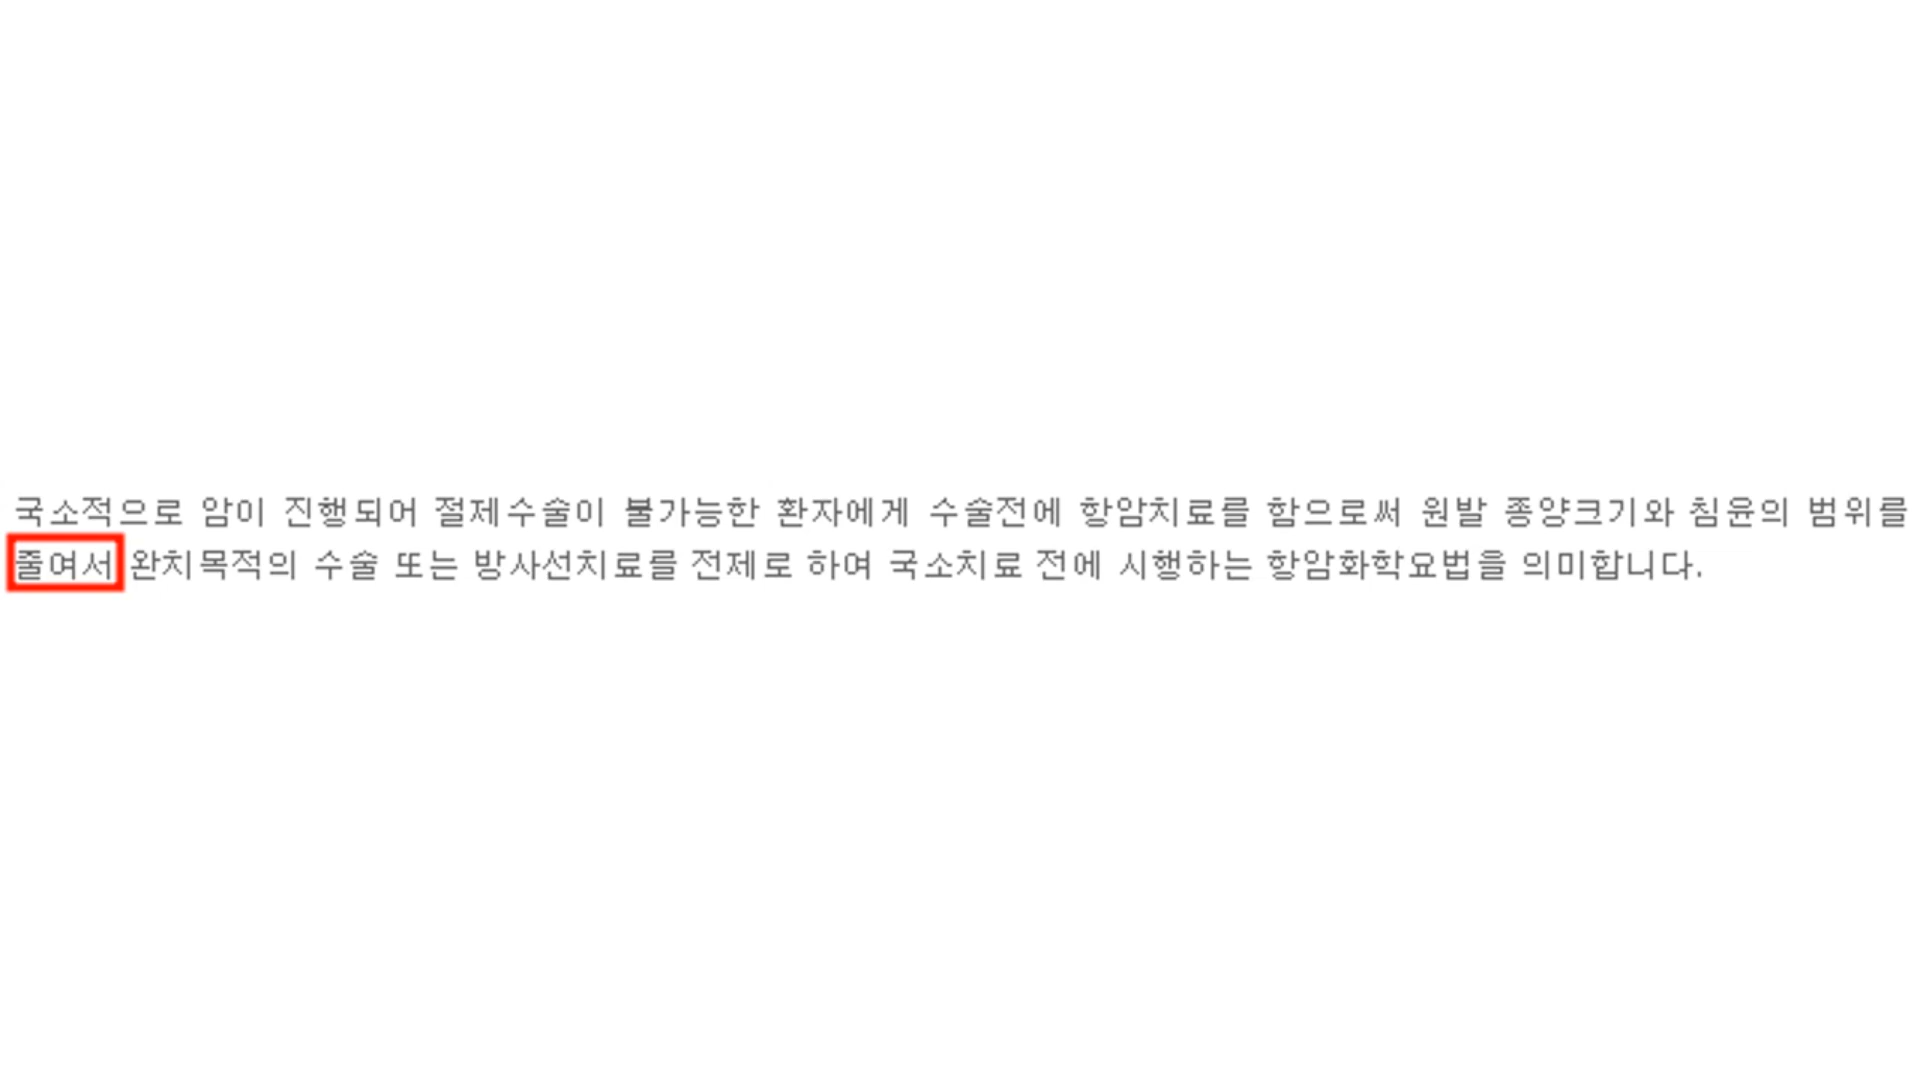 국소적으로 암이 진행되어 절제수술이 불가능한 환자에게 수술전에 항암치료를 함으로써 원발 종양크기와 침윤의 범위를
줄여서 완치목적의 수술 또는 방사선치료를 전제로 하여 국소치료 전에 시행하는 항암화학요법을 의미합니다.